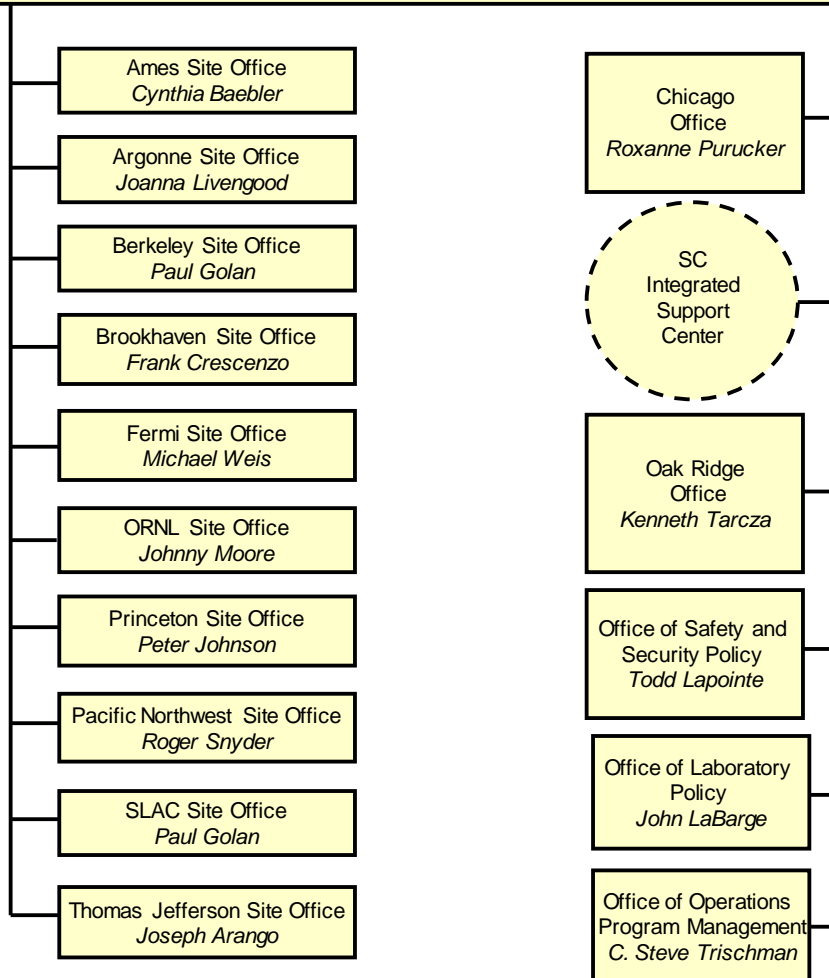 Ames Site Office
Cynthia Baebler
Argonne Site Office
Joanna Livengood
Berkeley Site Office
Paul Golan
Brookhaven Site Office
Frank Crescenzo
Fermi Site Office
Michael Weis
ORNL Site Office
Johnny Moore
Princeton Site Office
Peter Johnson
Pacific Northwest Site Office
Roger Snyder
SLAC Site Office
Paul Golan
Thomas Jefferson Site Office
Joseph Arango
Chicago
Office
Roxanne Purucker
SC
Integrated
Support
Center
Oak Ridge
Office
Kenneth Tarcza
Office of Safety and
Security Policy
Todd Lapointe
Office of Laboratory
Policy
John LaBarge
Office of Operations
Program Management
C. Steve Trischman